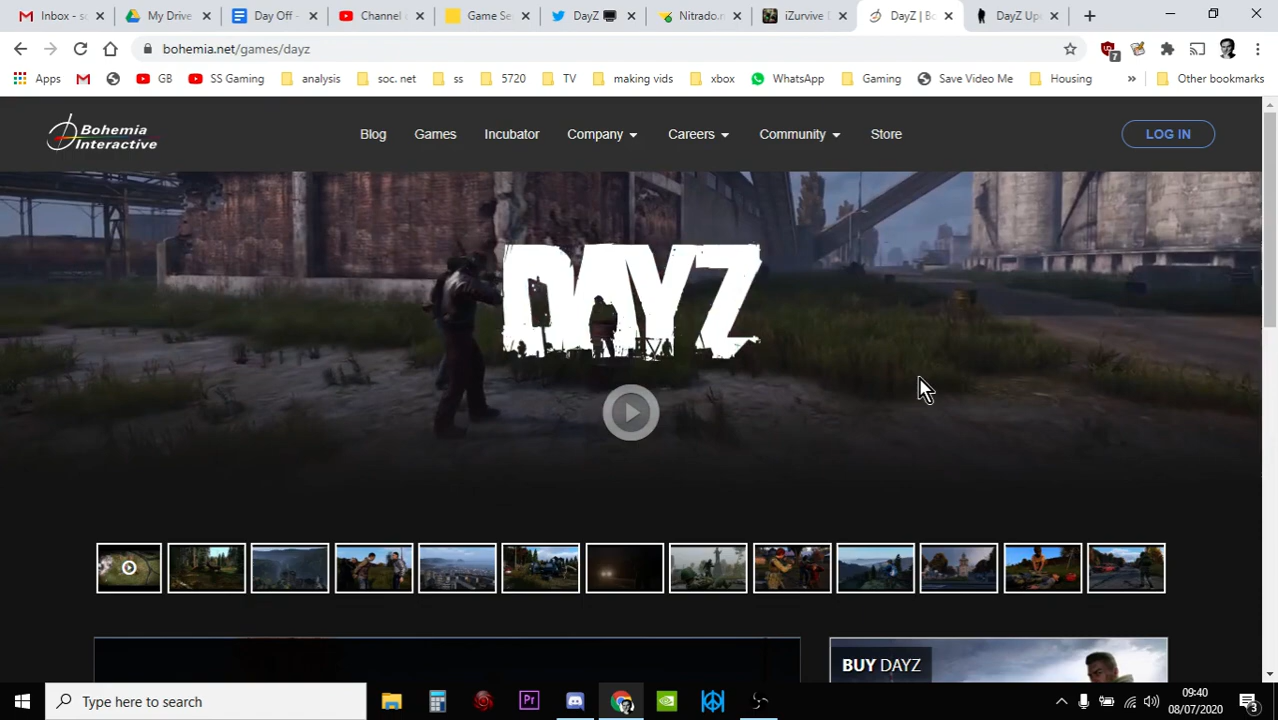 Inbox - s
My Drive
Day Off -
Channel
Game Se
DayZ
Nitrado.n
iZurvive
DayZ | Bo
DayZ Up
bohemia.net/games/dayz
7
Apps
GB
SS Gaming
analysis
soc. net
ss
5720
TV
making vids
xbox
WhatsApp
Gaming
Save Video Me
Housing
»
Other bookmarks
Bohemia
Interactive
Blog
Games
Incubator
Company
Careers
Community
Store
LOG IN
DAYZ
BUY DAYZ
Type here to search
Pr
09:40
08/07/2020
3